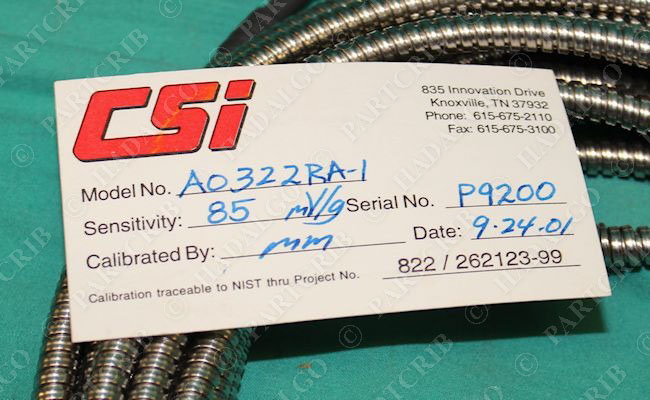 CSi
835 Innovation Drive
Knoxville, TN 37932
Phone: 615-675-2110
Fax: 615-675-3100
Model No. A0322RA-1
Sensitivity: 85 mV/g Serial No. P9200
Calibrated By: mm Date: 9-24-01
Calibration traceable to NIST thru Project No. 822 / 262123-99
© PARTCRIB
© HADALGO